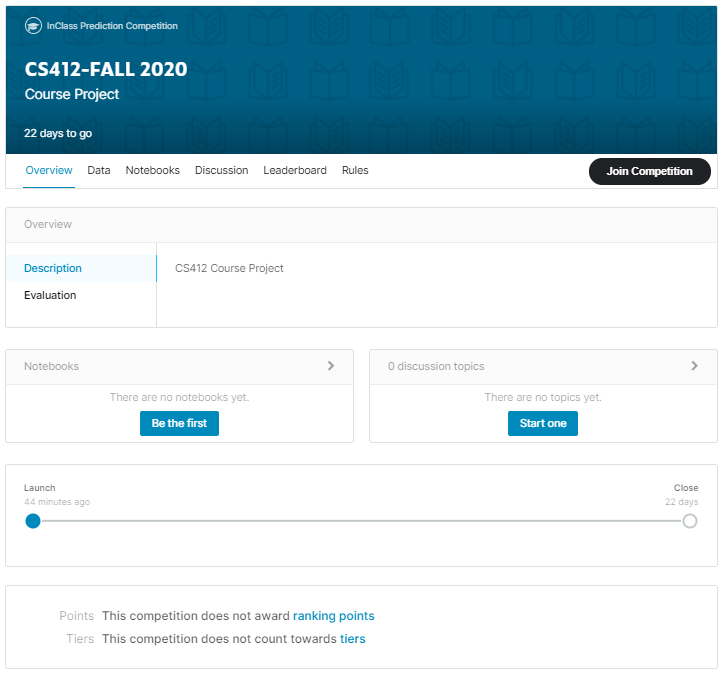 InClass Prediction Competition
CS412-FALL 2020
Course Project
22 days to go
Overview Data Notebooks Discussion Leaderboard Rules Join Competition
Overview
Description CS412 Course Project
Evaluation
Notebooks 0 discussion topics
There are no notebooks yet. There are no topics yet.
Be the first Start one
Launch Close
44 minutes ago 22 days
Points This competition does not award ranking points
Tiers This competition does not count towards tiers